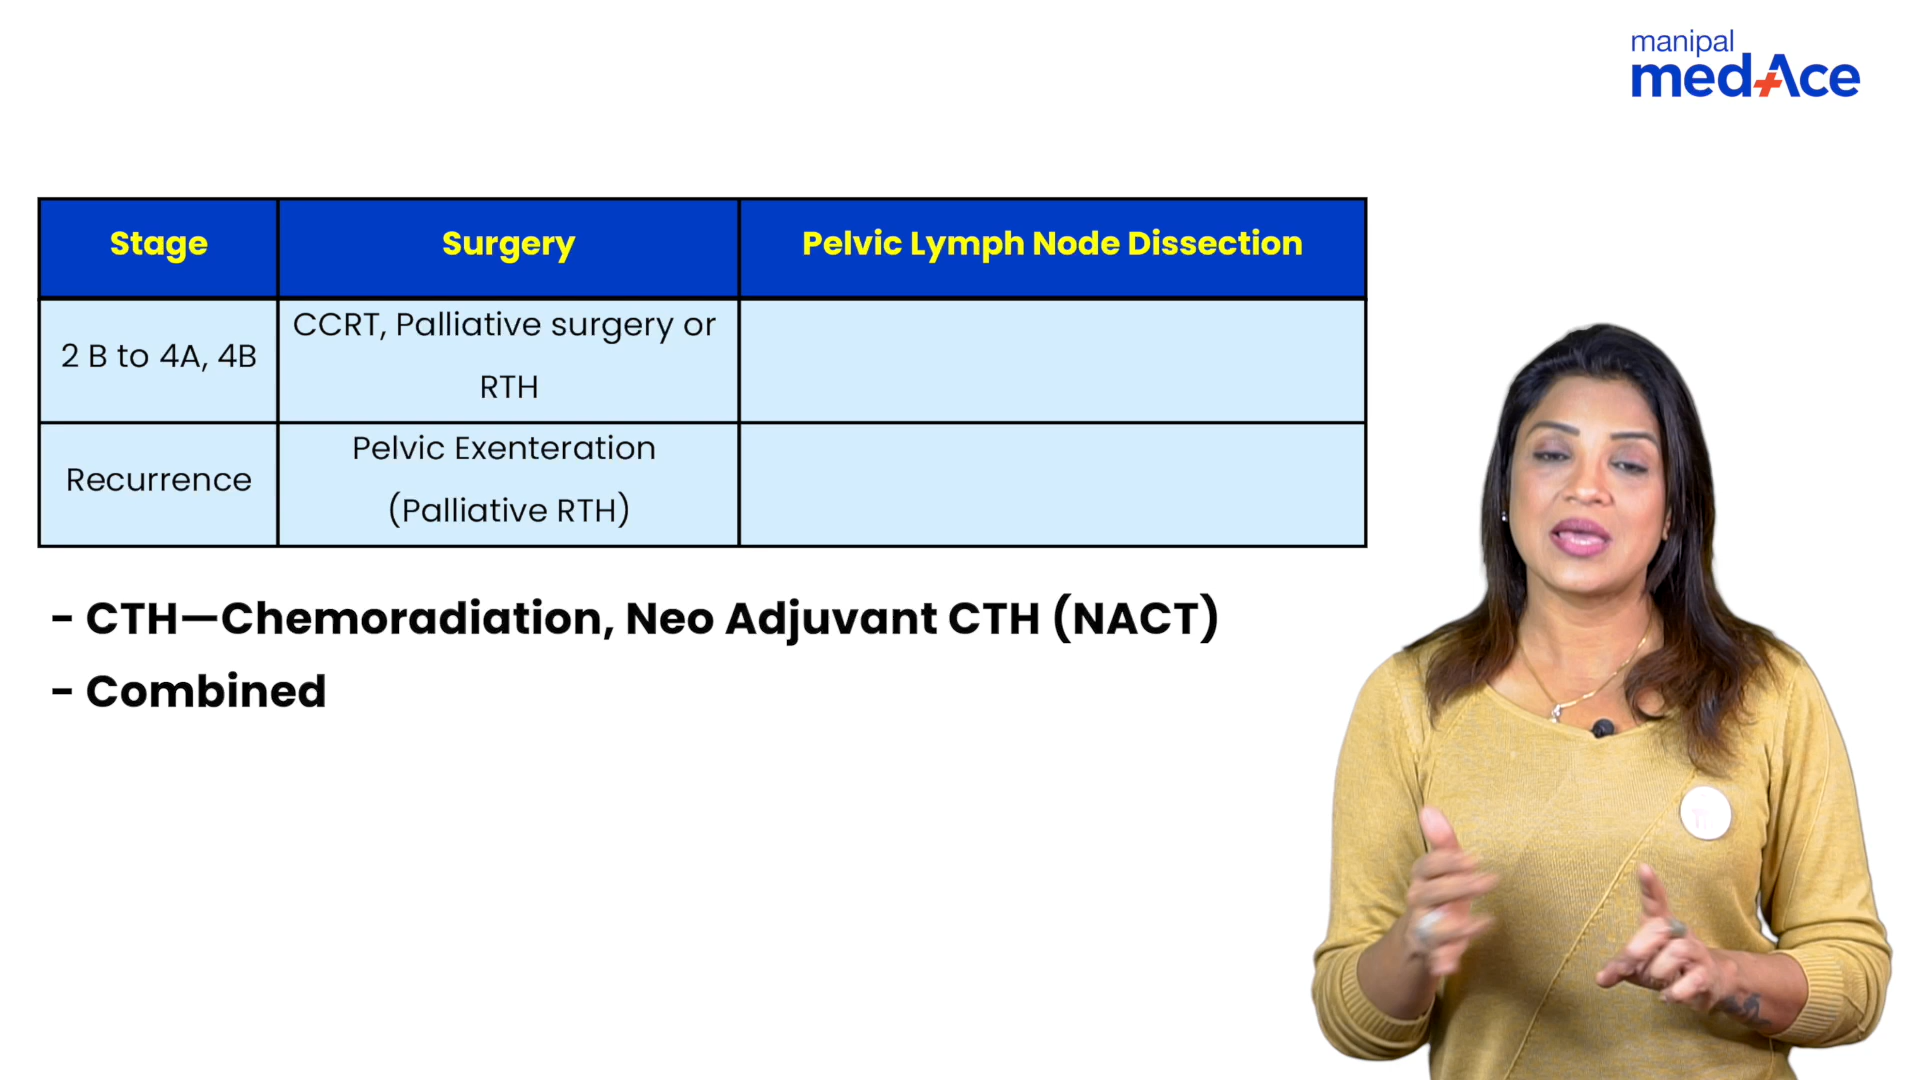 manipal
medAce
Stage
Surgery
Pelvic Lymph Node Dissection
2 B to 4A, 4B
CCRT, Palliative surgery or
RTH
Recurrence
Pelvic Exenteration
(Palliative RTH)
- CTH—Chemoradiation, Neo Adjuvant CTH (NACT)
- Combined